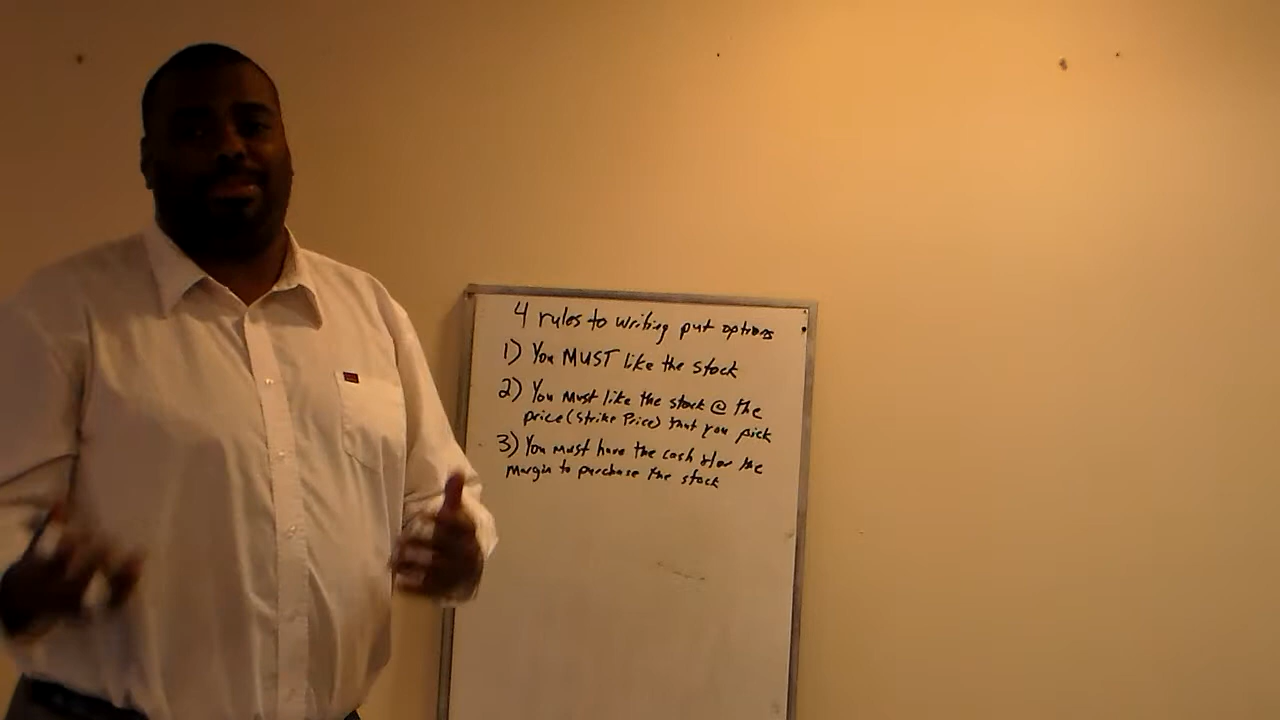 4 rules to writing put options
1) You MUST like the stock
2) You Must like the stock @ the
price (Strike Price) that you pick
3) You must have the cash &/or the
Margin to purchase the stock